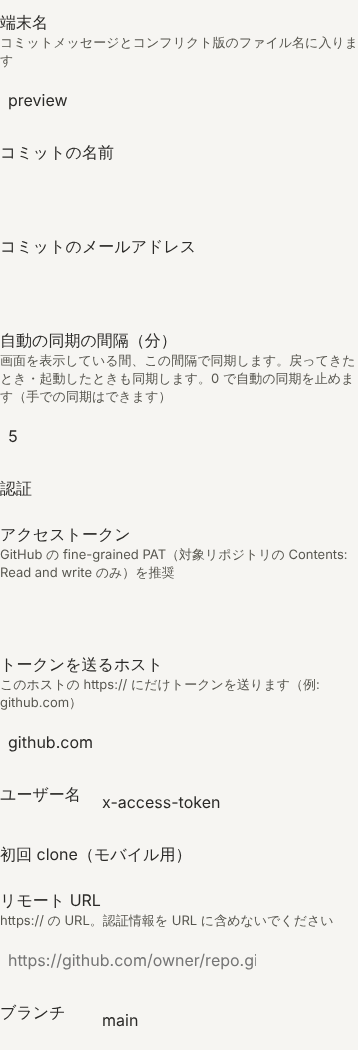 端末名
コミットメッセージとコンフリクト版のファイル名に入りま
す
preview
コミットの名前
コミットのメールアドレス
自動の同期の間隔（分）
画面を表示している間、この間隔で同期します。戻ってきた
とき・起動したときも同期します。0 で自動の同期を止めま
す（手での同期はできます）
5
認証
アクセストークン
GitHub の fine-grained PAT（対象リポジトリの Contents:
Read and write のみ）を推奨
トークンを送るホスト
このホストの https:// にだけトークンを送ります（例:
github.com）
github.com
ユーザー名 x-access-token
初回 clone（モバイル用）
リモート URL
https:// の URL。認証情報を URL に含めないでください
https://github.com/owner/repo.gi
ブランチ main